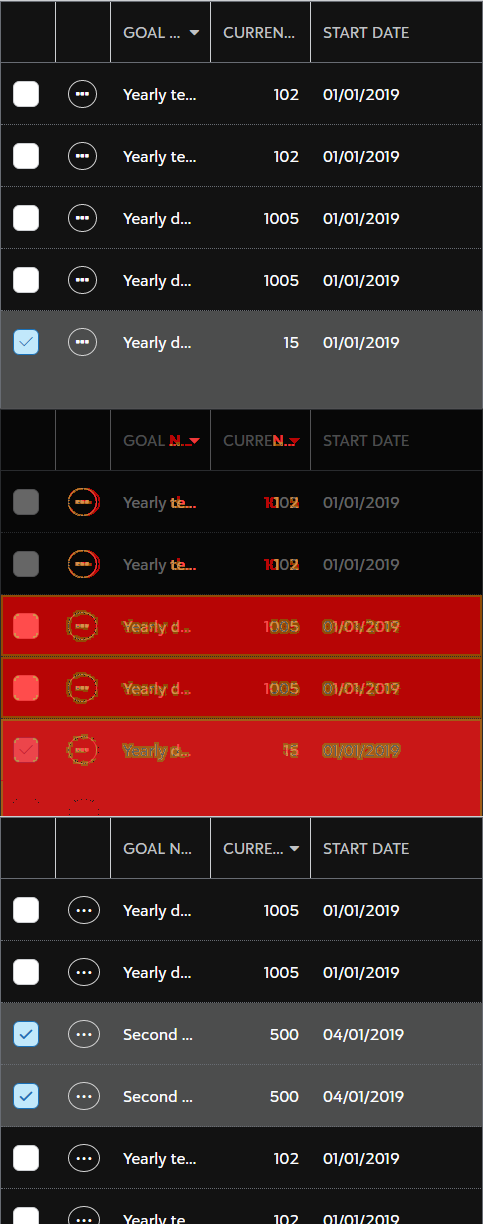 GOAL ... CURREN... START DATE
Yearly te... 102 01/01/2019
Yearly te... 102 01/01/2019
Yearly d... 1005 01/01/2019
Yearly d... 1005 01/01/2019
Yearly d... 15 01/01/2019
GOAL N... CURREN... START DATE
Yearly te... 01/01/2019
Yearly te... 01/01/2019
Yearly d... 1005 01/01/2019
Yearly d... 1005 01/01/2019
Yearly d... 15 01/01/2019
GOAL N... CURRE... START DATE
Yearly d... 1005 01/01/2019
Yearly d... 1005 01/01/2019
Second ... 500 04/01/2019
Second ... 500 04/01/2019
Yearly te... 102 01/01/2019
Yearly te... 102 01/01/2019